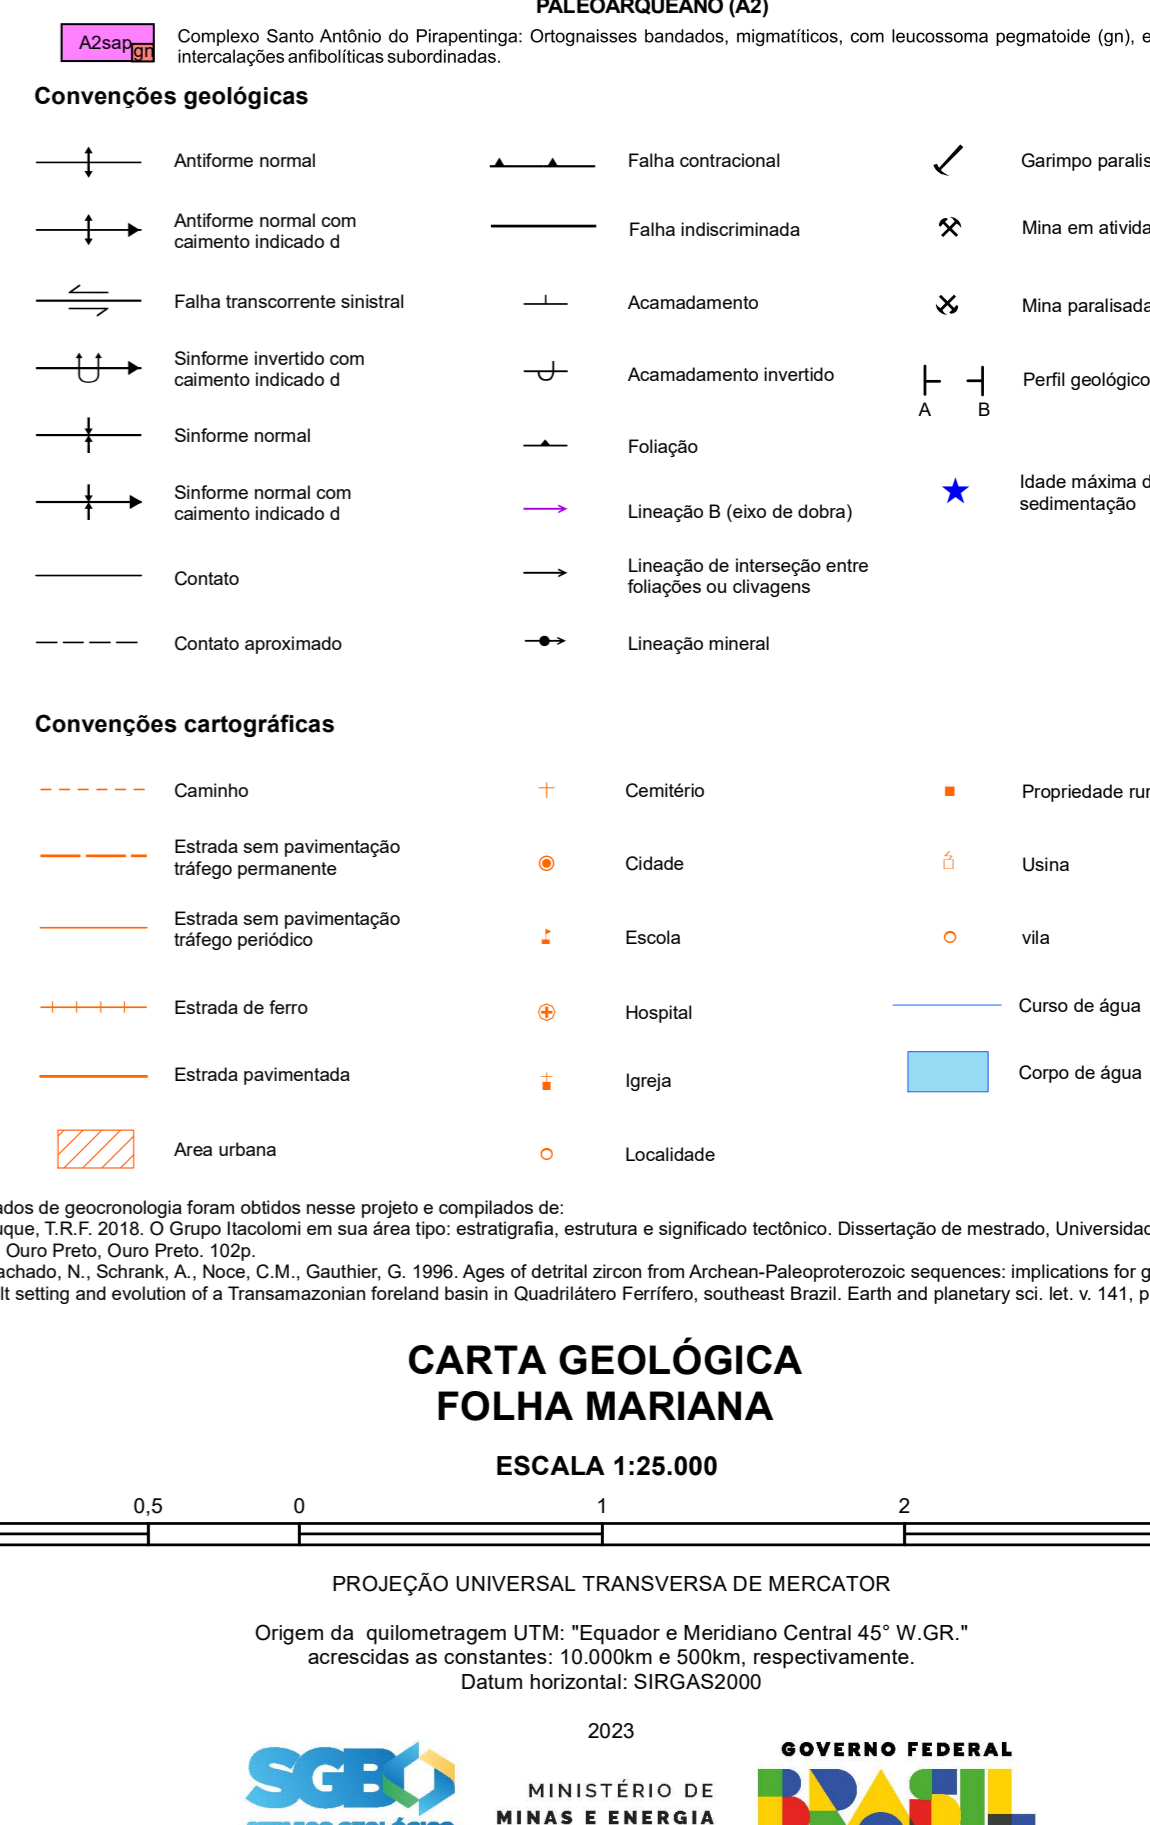 PALEOARQUEANO (A2)
A2sap
gn
Complexo Santo Antônio do Pirapentinga: Ortognaisses bandados, migmatíticos, com leucossoma pegmatoide (gn), e
intercalações anfibolíticas subordinadas.
Convenções geológicas
Antiforme normal
Antiforme normal com
caimento indicado d
Falha transcorrente sinistral
Sinforme invertido com
caimento indicado d
Sinforme normal
Sinforme normal com
caimento indicado d
Contato
Contato aproximado
Falha contracional
Falha indiscriminada
Acamadamento
Acamadamento invertido
Foliação
Lineação B (eixo de dobra)
Lineação de interseção entre
foliações ou clivagens
Lineação mineral
Garimpo paralis
Mina em ativida
Mina paralisada
A B
Perfil geológico
Idade máxima d
sedimentação
Convenções cartográficas
Caminho
Estrada sem pavimentação
tráfego permanente
Estrada sem pavimentação
tráfego periódico
Estrada de ferro
Estrada pavimentada
Area urbana
Cemitério
Cidade
Escola
Hospital
Igreja
Localidade
Propriedade rur
Usina
vila
Curso de água
Corpo de água
ados de geocronologia foram obtidos nesse projeto e compilados de:
uque, T.R.F. 2018. O Grupo Itacolomi em sua área tipo: estratigrafia, estrutura e significado tectônico. Dissertação de mestrado, Universidad
Ouro Preto, Ouro Preto. 102p.
achado, N., Schrank, A., Noce, C.M., Gauthier, G. 1996. Ages of detrital zircon from Archean-Paleoproterozoic sequences: implications for g
lt setting and evolution of a Transamazonian foreland basin in Quadrilátero Ferrífero, southeast Brazil. Earth and planetary sci. let. v. 141, p
CARTA GEOLÓGICA
FOLHA MARIANA
ESCALA 1:25.000
0,5 0 1 2
PROJEÇÃO UNIVERSAL TRANSVERSA DE MERCATOR
Origem da quilometragem UTM: "Equador e Meridiano Central 45° W.GR."
acrescidas as constantes: 10.000km e 500km, respectivamente.
Datum horizontal: SIRGAS2000
2023
SGB
MINISTÉRIO DE
MINAS E ENERGIA
GOVERNO FEDERAL
BRASIL